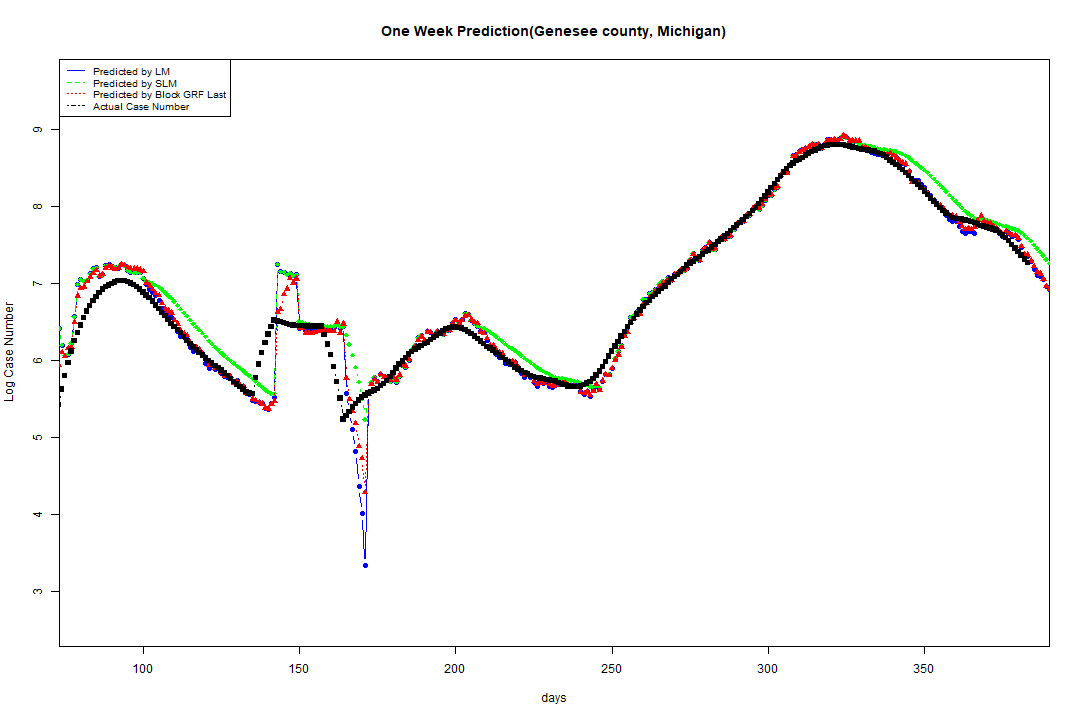 One Week Prediction(Genesee county, Michigan)
Predicted by LM
Predicted by SLM
Predicted by Block GRF Last
Actual Case Number
Log Case Number
9
8
7
6
5
4
3
100 150 200 250 300 350
days